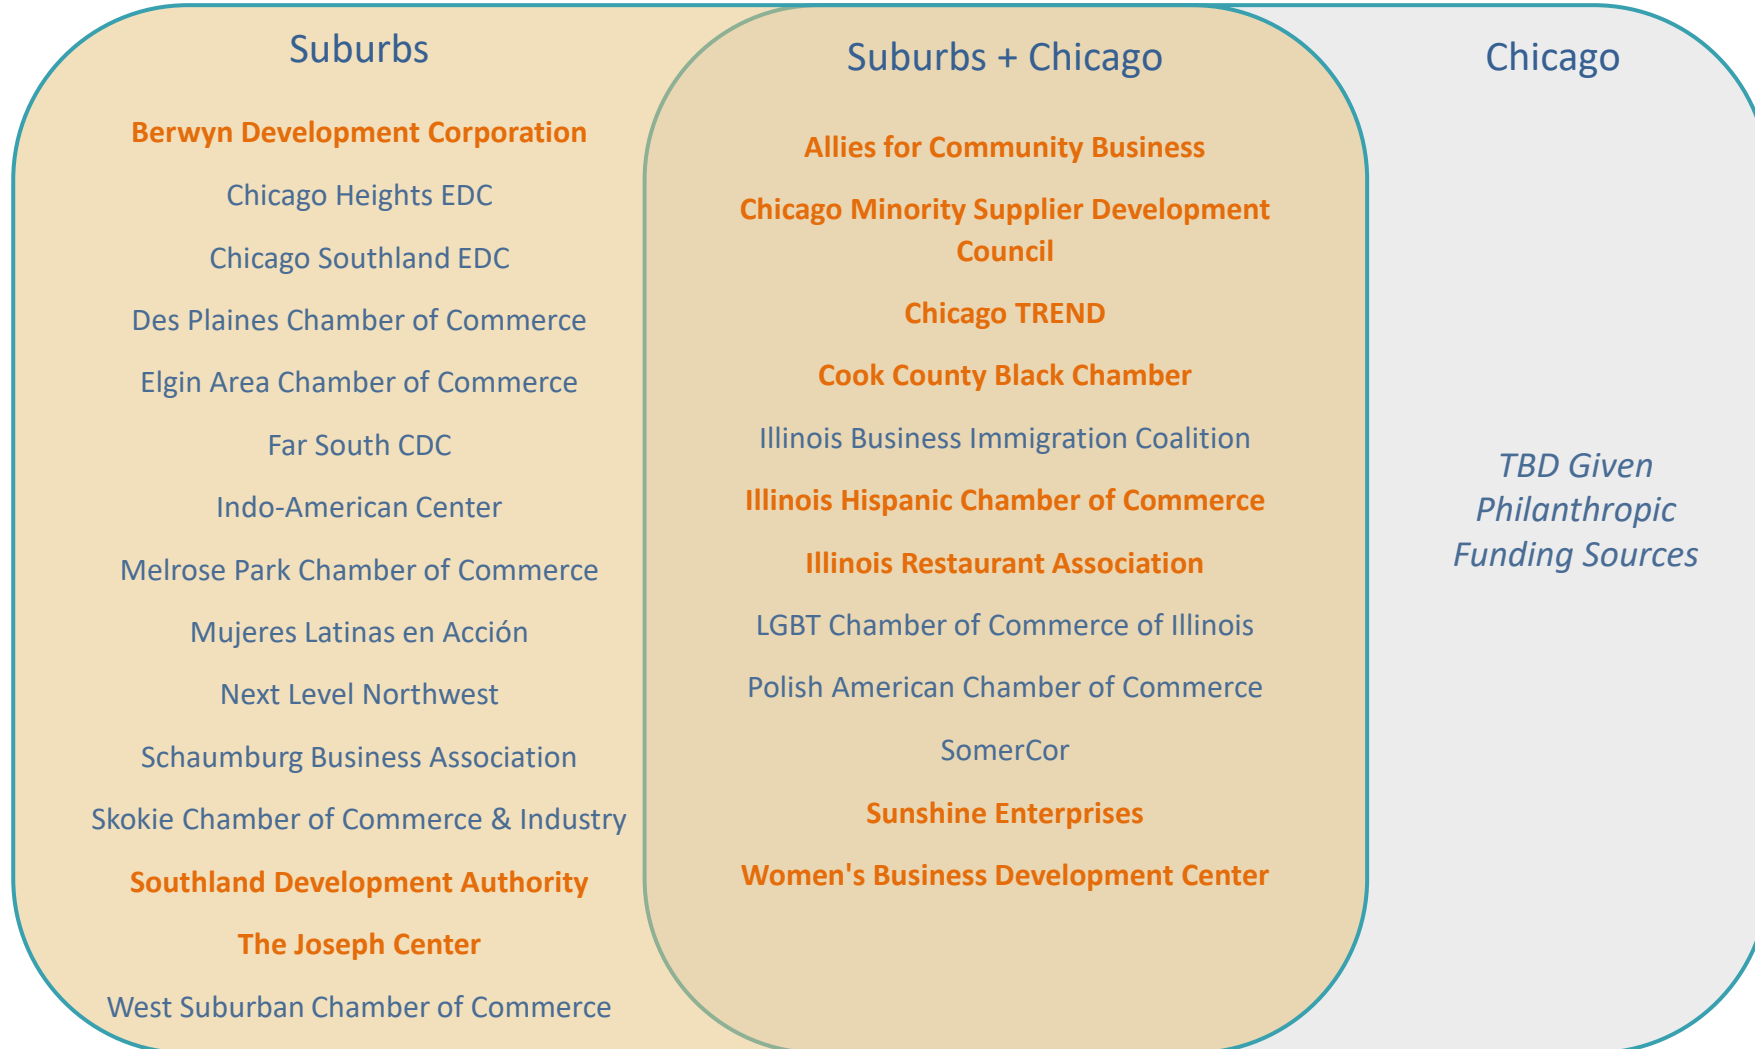 Suburbs
Berwyn Development Corporation
Chicago Heights EDC
Chicago Southland EDC
Des Plaines Chamber of Commerce
Elgin Area Chamber of Commerce
Far South CDC
Indo-American Center
Melrose Park Chamber of Commerce
Mujeres Latinas en Acción
Next Level Northwest
Schaumburg Business Association
Skokie Chamber of Commerce & Industry
Southland Development Authority
The Joseph Center
West Suburban Chamber of Commerce
Suburbs + Chicago
Allies for Community Business
Chicago Minority Supplier Development
Council
Chicago TREND
Cook County Black Chamber
Illinois Business Immigration Coalition
Illinois Hispanic Chamber of Commerce
Illinois Restaurant Association
LGBT Chamber of Commerce of Illinois
Polish American Chamber of Commerce
SomerCor
Sunshine Enterprises
Women's Business Development Center
Chicago
TBD Given
Philanthropic
Funding Sources